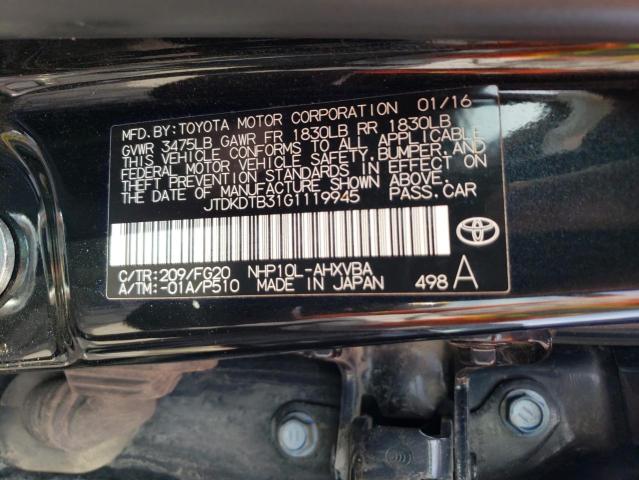 MFD.BY:TOYOTA MOTOR CORPORATION 01/16
GVWR 3475LB GAWR FR 1830LB RR 1830LB
THIS VEHICLE CONFORMS TO ALL APPLICABLE
FEDERAL MOTOR VEHICLE SAFETY,BUMPER,AND
THEFT PREVENTION STANDARDS IN EFFECT ON
THE DATE OF MANUFACTURE SHOWN ABOVE.
JTDKDTB31G1119945 PASS.CAR
C/TR:209/FG20 NHP10L-AHXVBA
A/TM:-01A/P510 MADE IN JAPAN 498 A